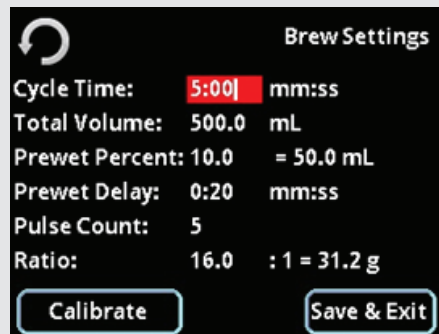 Brew Settings
Cycle Time: 5:00 mm:ss
Total Volume: 500.0 mL
Prewet Percent: 10.0 = 50.0 mL
Prewet Delay: 0:20 mm:ss
Pulse Count: 5
Ratio: 16.0 : 1 = 31.2 g
Calibrate Save & Exit